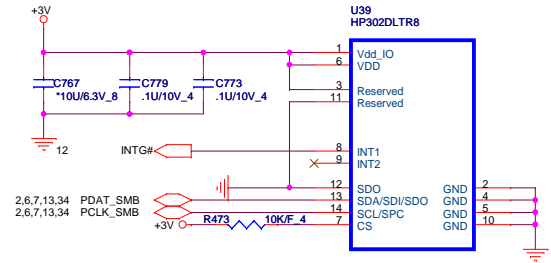 +3V
U39
HP302DLTR8
1 Vdd_IO
6 VDD
C767
*10U/6.3V_8
C779
.1U/10V_4
C773
.1U/10V_4
3 Reserved
11 Reserved
12 INTG# 8 INT1
9 INT2
12 SDO GND 2
2,6,7,13,34 PDAT_SMB 13 SDA/SDI/SDO GND 4
2,6,7,13,34 PCLK_SMB 14 SCL/SPC GND 5
+3V R473 10K/F_4 7 CS GND 10